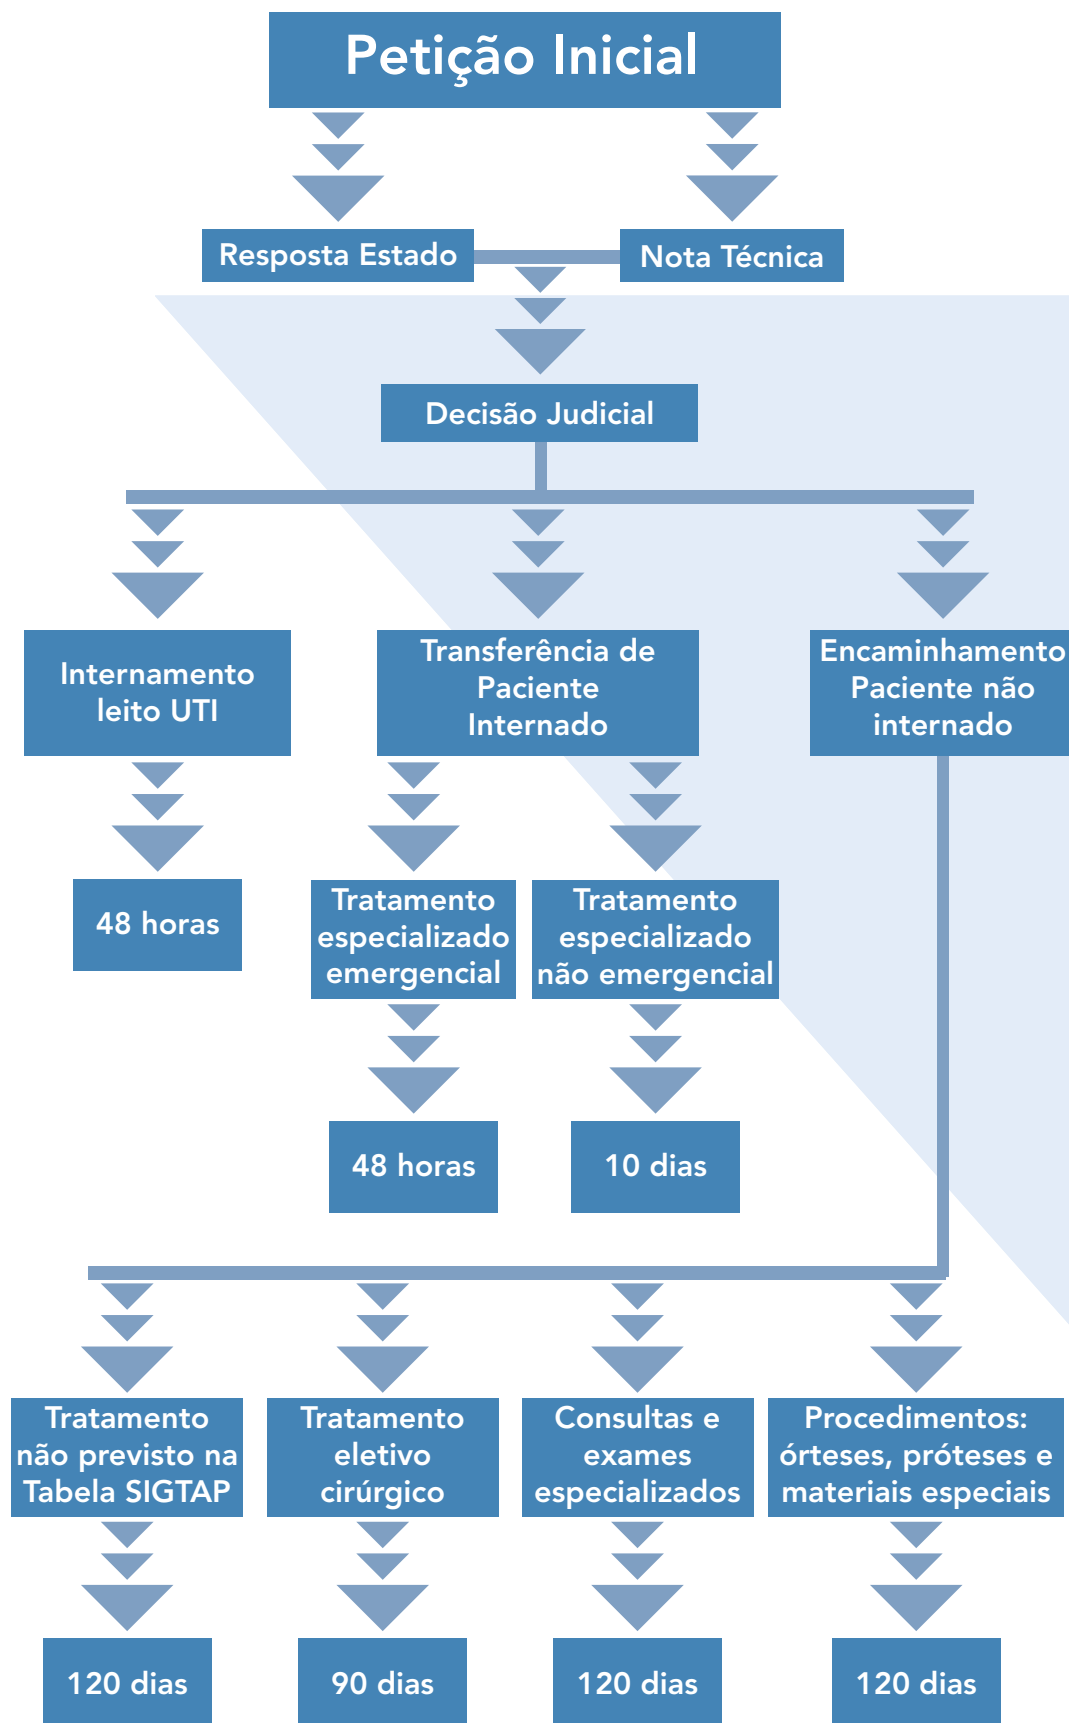 Petição Inicial
Resposta Estado
Nota Técnica
Decisão Judicial
Internamento
leito UTI
Transferência de
Paciente
Internado
Encaminhamento
Paciente não
internado
48 horas
Tratamento
especializado
emergencial
Tratamento
especializado
não emergencial
48 horas
10 dias
Tratamento
não previsto na
Tabela SIGTAP
Tratamento
eletivo
cirúrgico
Consultas e
exames
especializados
Procedimentos:
órteses, próteses e
materiais especiais
120 dias
90 dias
120 dias
120 dias